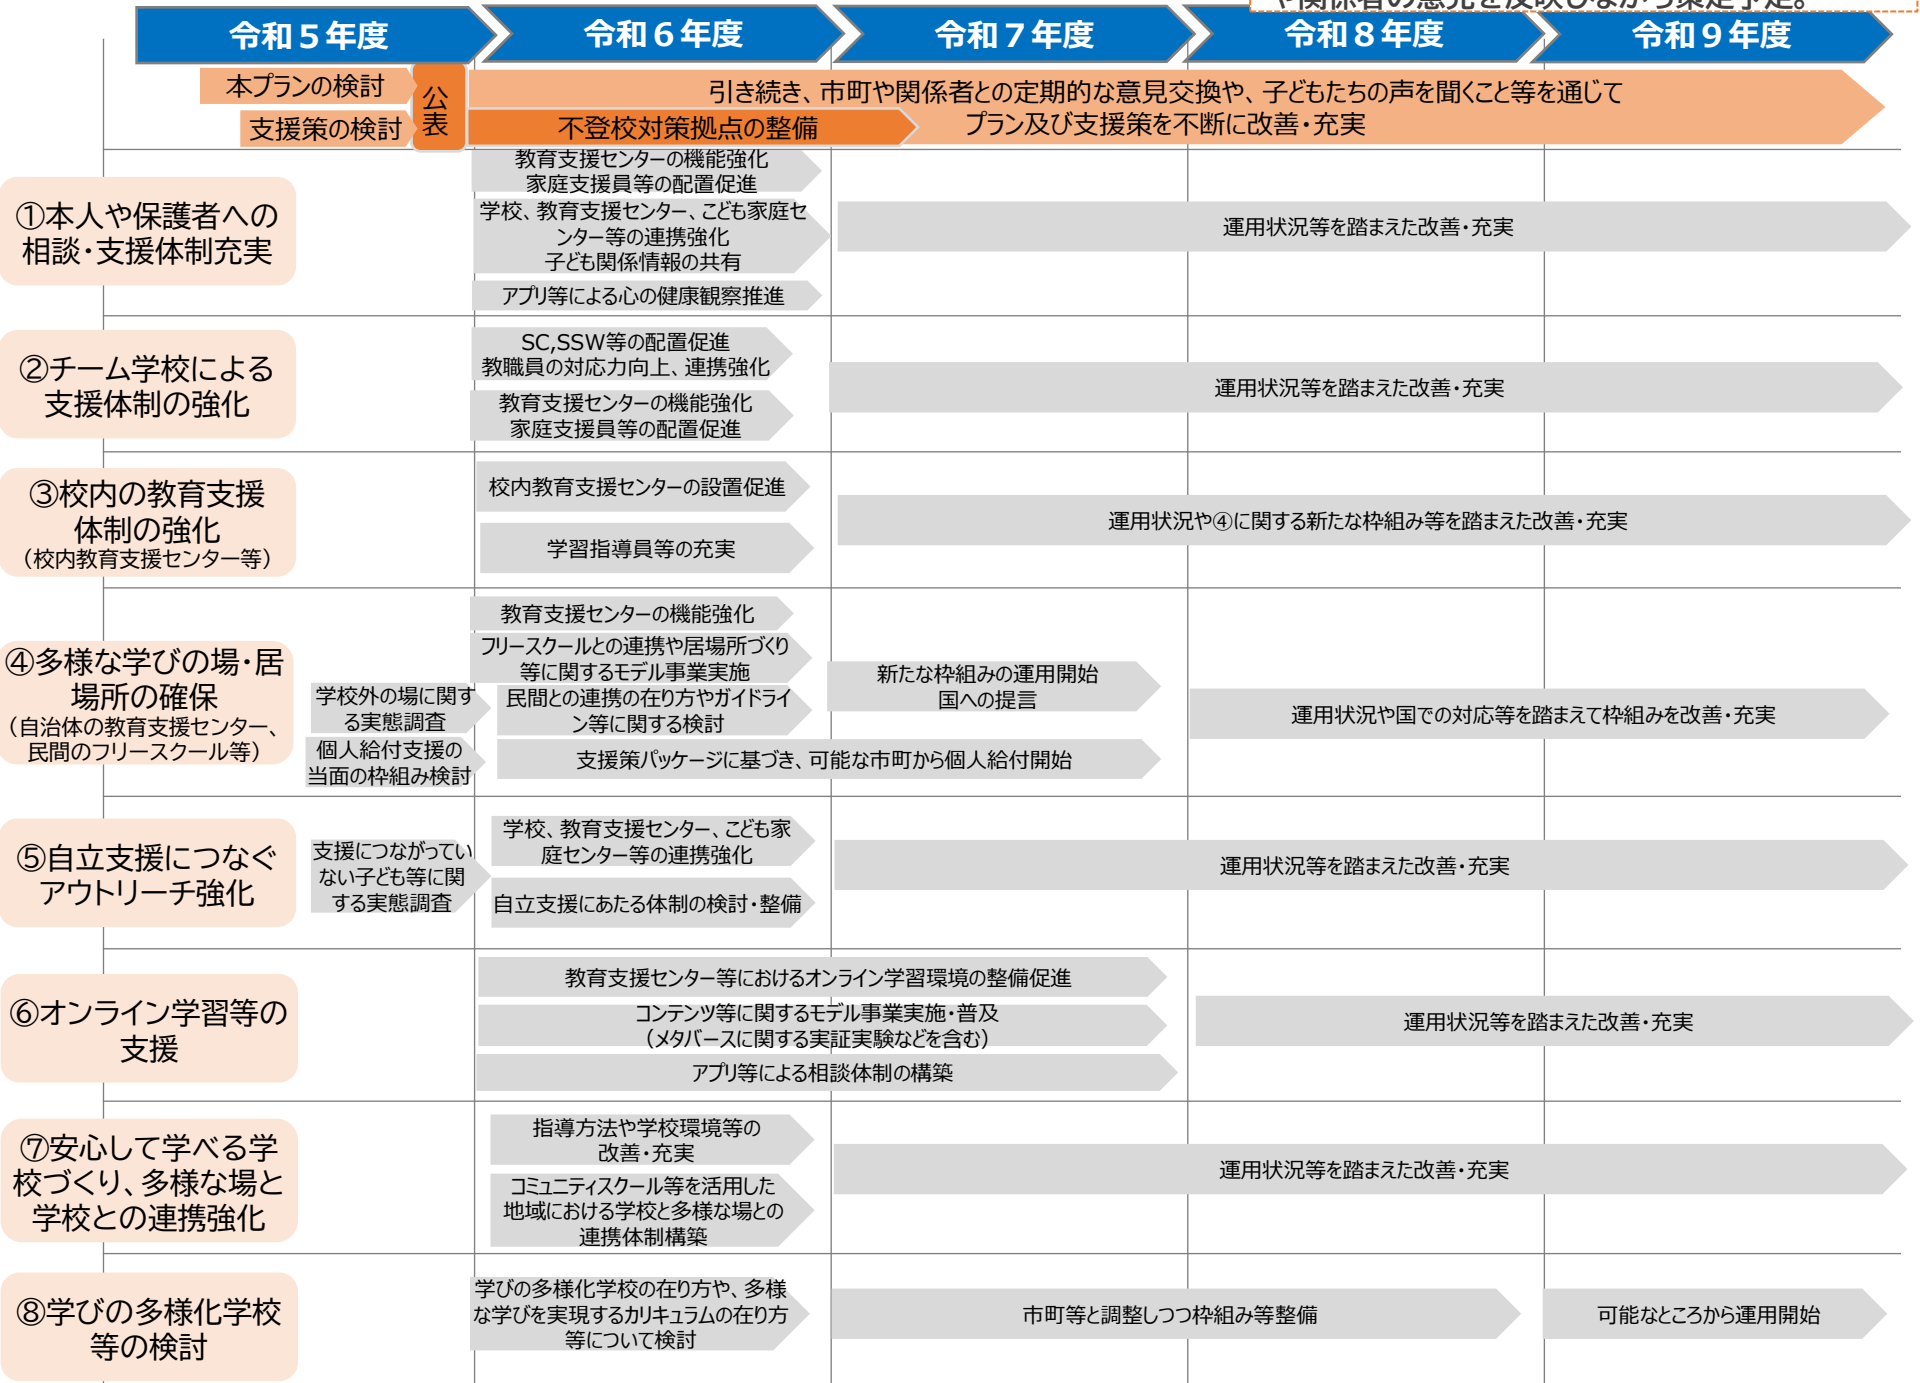 や関係者の意見を反映しながら策定予定。
令和５年度
令和６年度
令和７年度
令和８年度
令和９年度
本プランの検討
支援策の検討
公
表
引き続き、市町や関係者との定期的な意見交換や、子どもたちの声を聞くこと等を通じて
プラン及び支援策を不断に改善・充実
不登校対策拠点の整備
①本人や保護者への
相談・支援体制充実
教育支援センターの機能強化
家庭支援員等の配置促進
学校、教育支援センター、こども家庭セ
ンター等の連携強化
子ども関係情報の共有
アプリ等による心の健康観察推進
運用状況等を踏まえた改善・充実
②チーム学校による
支援体制の強化
SC,SSW等の配置促進
教職員の対応力向上、連携強化
教育支援センターの機能強化
家庭支援員等の配置促進
運用状況等を踏まえた改善・充実
③校内の教育支援
体制の強化
（校内教育支援センター等）
校内教育支援センターの設置促進
学習指導員等の充実
運用状況や④に関する新たな枠組み等を踏まえた改善・充実
④多様な学びの場・居
場所の確保
（自治体の教育支援センター、
民間のフリースクール等）
学校外の場に関す
る実態調査
個人給付支援の
当面の枠組み検討
教育支援センターの機能強化
フリースクールとの連携や居場所づくり
等に関するモデル事業実施
民間との連携の在り方やガイドライ
ン等に関する検討
支援策パッケージに基づき、可能な市町から個人給付開始
新たな枠組みの運用開始
国への提言
運用状況や国での対応等を踏まえて枠組みを改善・充実
⑤自立支援につなぐ
アウトリーチ強化
支援につながってい
ない子ども等に関
する実態調査
学校、教育支援センター、こども家
庭センター等の連携強化
自立支援にあたる体制の検討・整備
運用状況等を踏まえた改善・充実
⑥オンライン学習等の
支援
教育支援センター等におけるオンライン学習環境の整備促進
コンテンツ等に関するモデル事業実施・普及
（メタバースに関する実証実験などを含む）
アプリ等による相談体制の構築
運用状況等を踏まえた改善・充実
⑦安心して学べる学
校づくり、多様な場と
学校との連携強化
指導方法や学校環境等の
改善・充実
コミュニティスクール等を活用した
地域における学校と多様な場との
連携体制構築
運用状況等を踏まえた改善・充実
⑧学びの多様化学校
等の検討
学びの多様化学校の在り方や、多様
な学びを実現するカリキュラムの在り方
等について検討
市町等と調整しつつ枠組み等整備
可能なところから運用開始